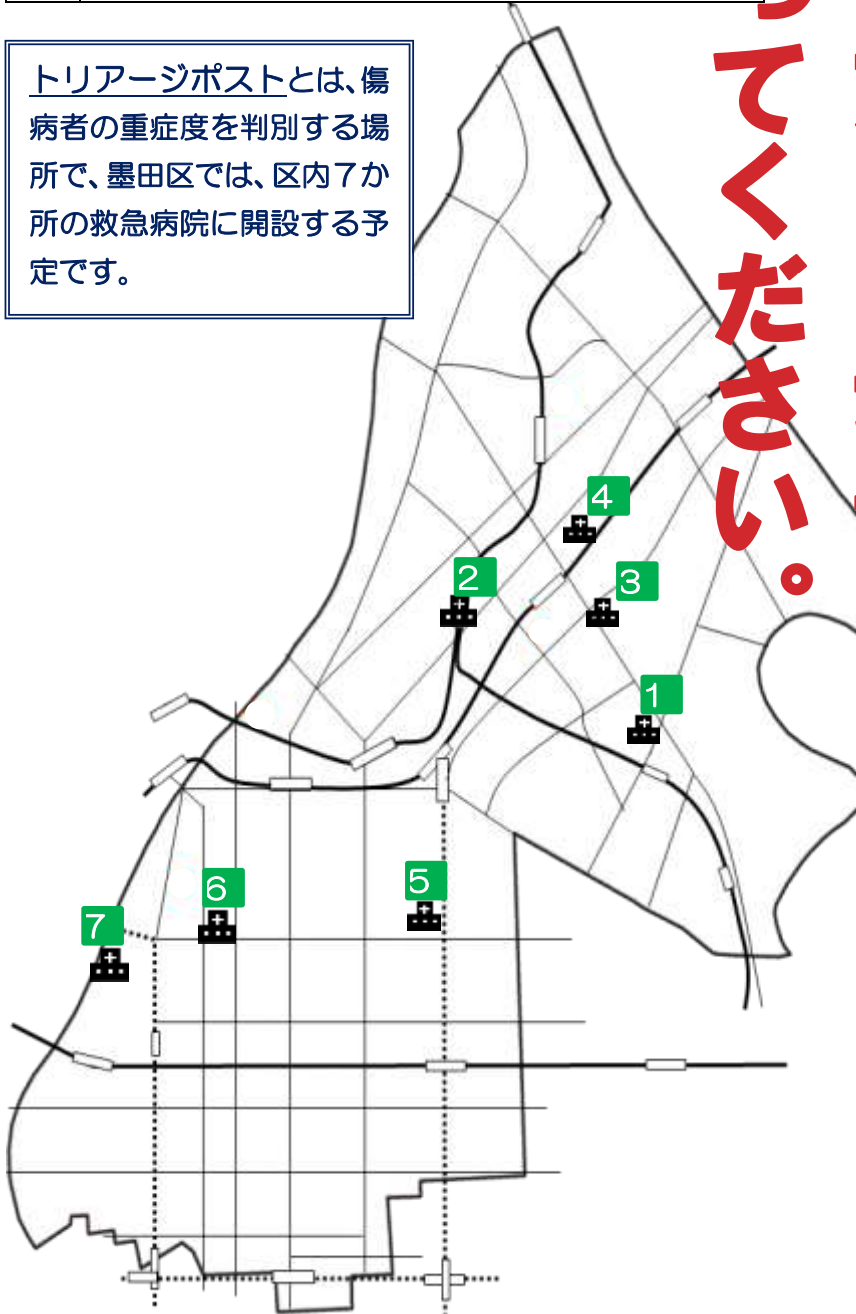 トリアージポストとは、傷
病者の重症度を判別する場
所で、墨田区では、区内７か
所の救急病院に開設する予
定です。
てください。
4
2
3
1
5
6
7